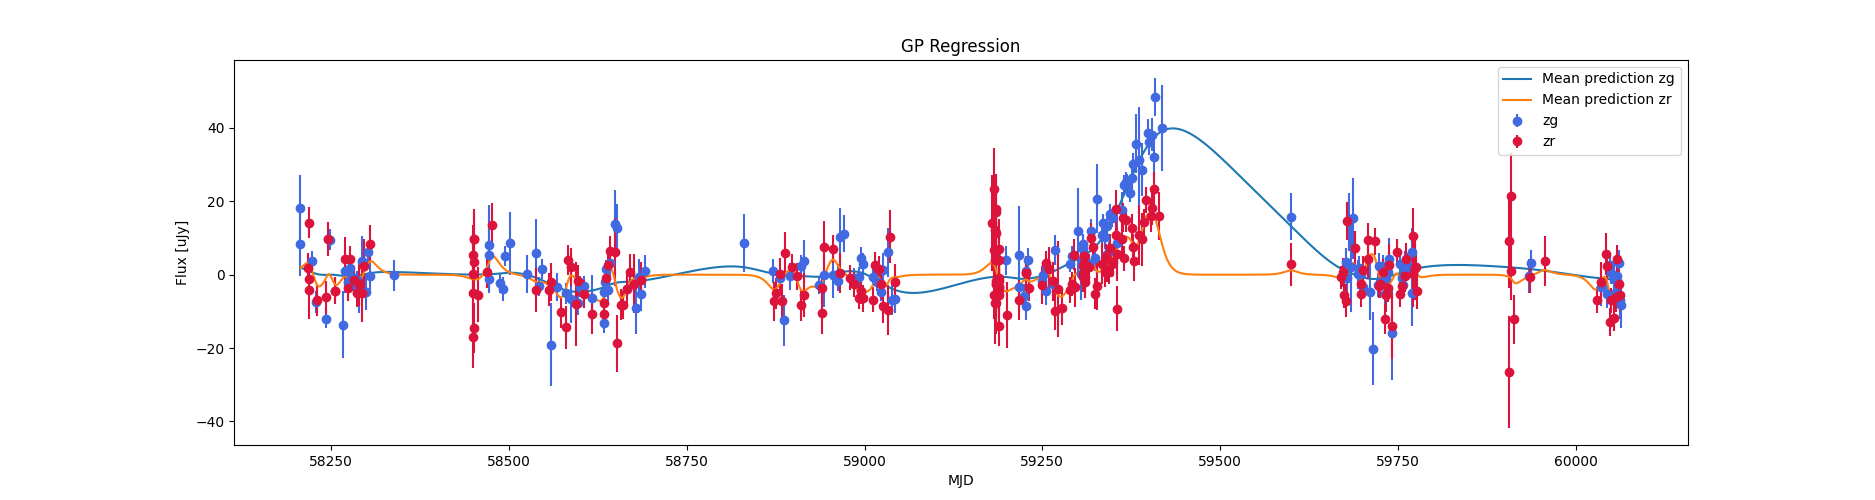 GP Regression
Flux [uJy]
40
20
0
−20
−40
58250
58500
58750
59000
59250
59500
59750
60000
MJD
Mean prediction zg
Mean prediction zr
zg
zr